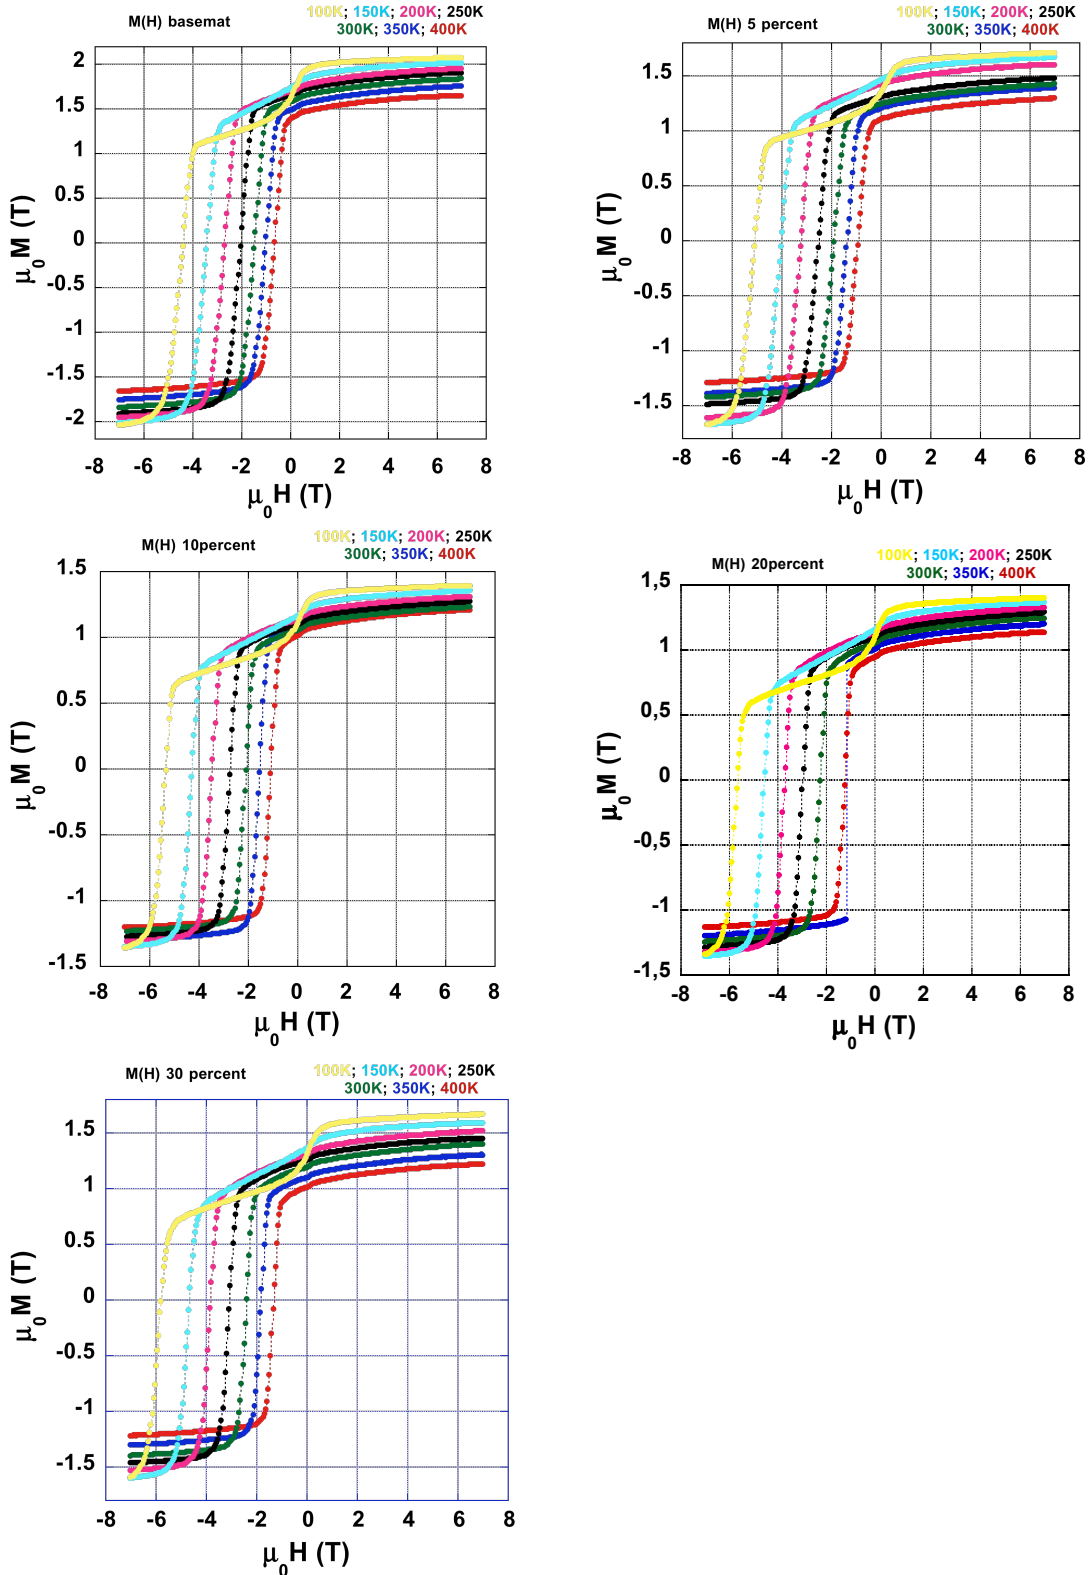 M(H) basemat
100K; 150K; 200K; 250K
300K; 350K; 400K
2
1.5
1
0.5
0
-0.5
-1
-1.5
-2
μ0M (T)
-8 -6 -4 -2 0 2 4 6 8
μ0H (T)
M(H) 5 percent
100K; 150K; 200K; 250K
300K; 350K; 400K
1.5
1
0.5
0
-0.5
-1
-1.5
μ0M (T)
-8 -6 -4 -2 0 2 4 6 8
μ0H (T)
M(H) 10percent
100K; 150K; 200K; 250K
300K; 350K; 400K
1.5
1
0.5
0
-0.5
-1
-1.5
μ0M (T)
-8 -6 -4 -2 0 2 4 6 8
μ0H (T)
M(H) 20percent
100K; 150K; 200K; 250K
300K; 350K; 400K
1,5
1
0,5
0
-0,5
-1
-1,5
μ0M (T)
-8 -6 -4 -2 0 2 4 6 8
μ0H (T)
M(H) 30 percent
100K; 150K; 200K; 250K
300K; 350K; 400K
1.5
1
0.5
0
-0.5
-1
-1.5
μ0M (T)
-8 -6 -4 -2 0 2 4 6 8
μ0H (T)